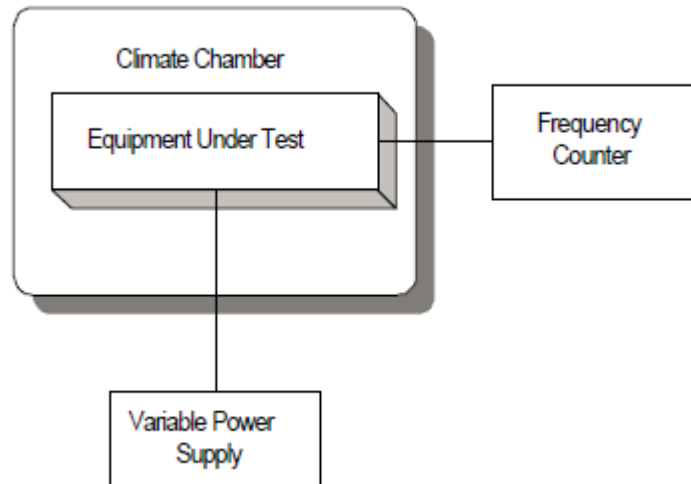 Climate Chamber
Equipment Under Test
Frequency
Counter
Variable Power
Supply